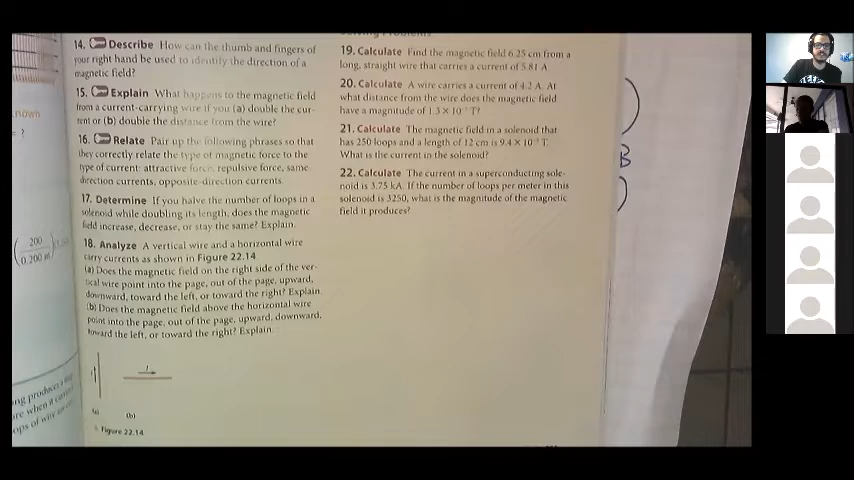 14. Describe How can the thumb and fingers of
your right hand be used to identify the direction of a
magnetic field?
15. Explain What happens to the magnetic field
from a current-carrying wire if you (a) double the cur-
rent or (b) double the distance from the wire?
16. Relate Pair up the following phrases so that
they correctly relate the type of magnetic force to the
type of current: attractive force, repulsive force, same-
direction currents, opposite-direction currents.
17. Determine If you halve the number of loops in a
solenoid while doubling its length, does the magnetic
field increase, decrease, or stay the same? Explain.
18. Analyze A vertical wire and a horizontal wire
carry currents as shown in Figure 22.14
(a) Does the magnetic field on the right side of the ver-
tical wire point into the page, out of the page, upward,
downward, toward the left, or toward the right? Explain.
(b) Does the magnetic field above the horizontal wire
point into the page, out of the page, upward, downward,
toward the left, or toward the right? Explain
I
(a)
(b)
Figure 22.14
19. Calculate Find the magnetic field 6.25 cm from a
long, straight wire that carries a current of 5.81 A.
20. Calculate A wire carries a current of 4.2 A. At
what distance from the wire does the magnetic field
have a magnitude of 1.3 × 10 T?
21. Calculate The magnetic field in a solenoid that
has 250 loops and a length of 12 cm is 9.4 × 10 T.
What is the current in the solenoid?
22. Calculate The current in a superconducting sole-
noid is 3.75 kA. If the number of loops per meter in this
solenoid is 3250, what is the magnitude of the magnetic
field it produces?
nown
= ?
200
0.200 m
ng produces a
re when it
ops of wire
B